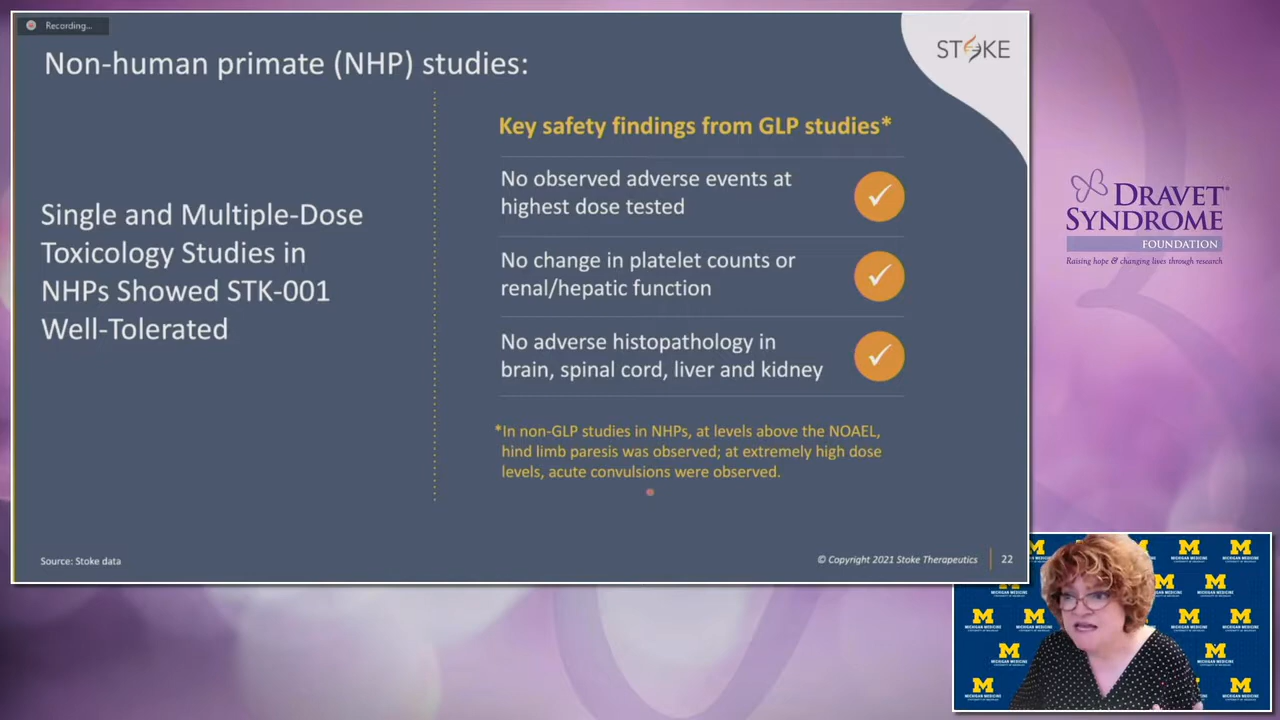 Recording...
Non-human primate (NHP) studies:
STOKE
Single and Multiple-Dose
Toxicology Studies in
NHPs Showed STK-001
Well-Tolerated
Key safety findings from GLP studies*
No observed adverse events at
highest dose tested
No change in platelet counts or
renal/hepatic function
No adverse histopathology in
brain, spinal cord, liver and kidney
*In non-GLP studies in NHPs, at levels above the NOAEL,
hind limb paresis was observed; at extremely high dose
levels, acute convulsions were observed.
Source: Stoke data
© Copyright 2021 Stoke Therapeutics
22
DRAVET
SYNDROME
FOUNDATION
Raising hope & changing lives through research
M
MICHIGAN MEDICINE
UNIVERSITY OF MICHIGAN